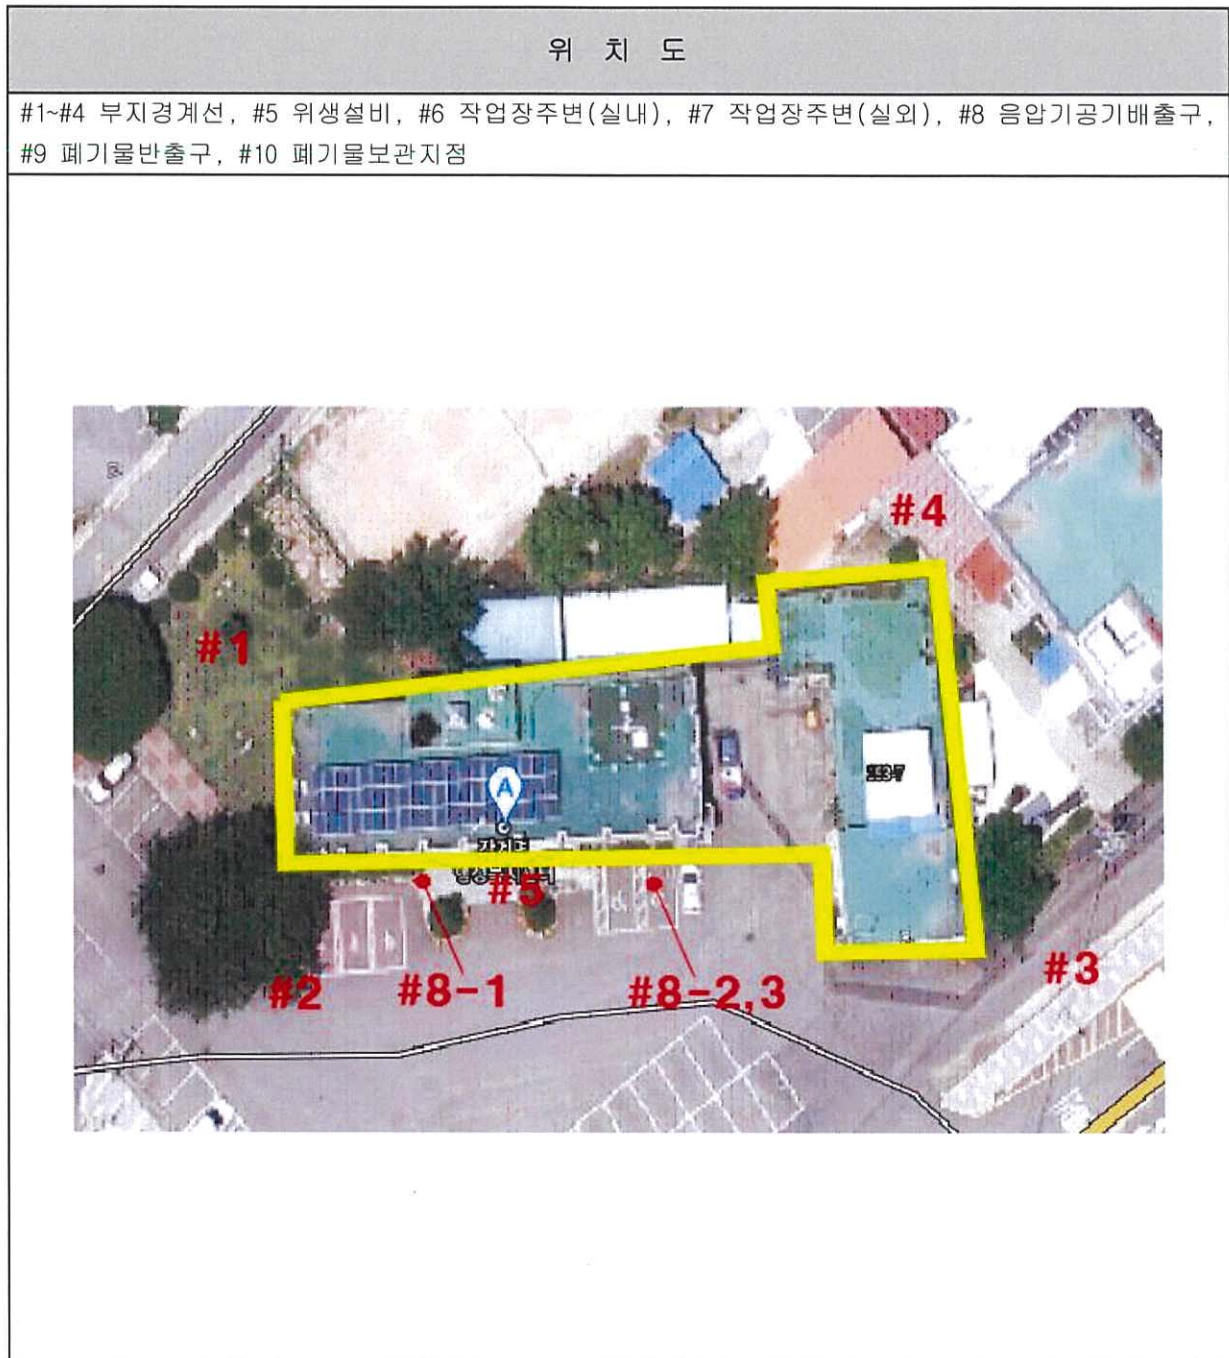 위 치 도
#1~#4 부지경계선, #5 위생설비, #6 작업장주변(실내), #7 작업장주변(실외), #8 음압기공기배출구,
#9 폐기물반출구, #10 폐기물보관지점
#4
#1
A
#5
#2
#8-1
#8-2,3
#3